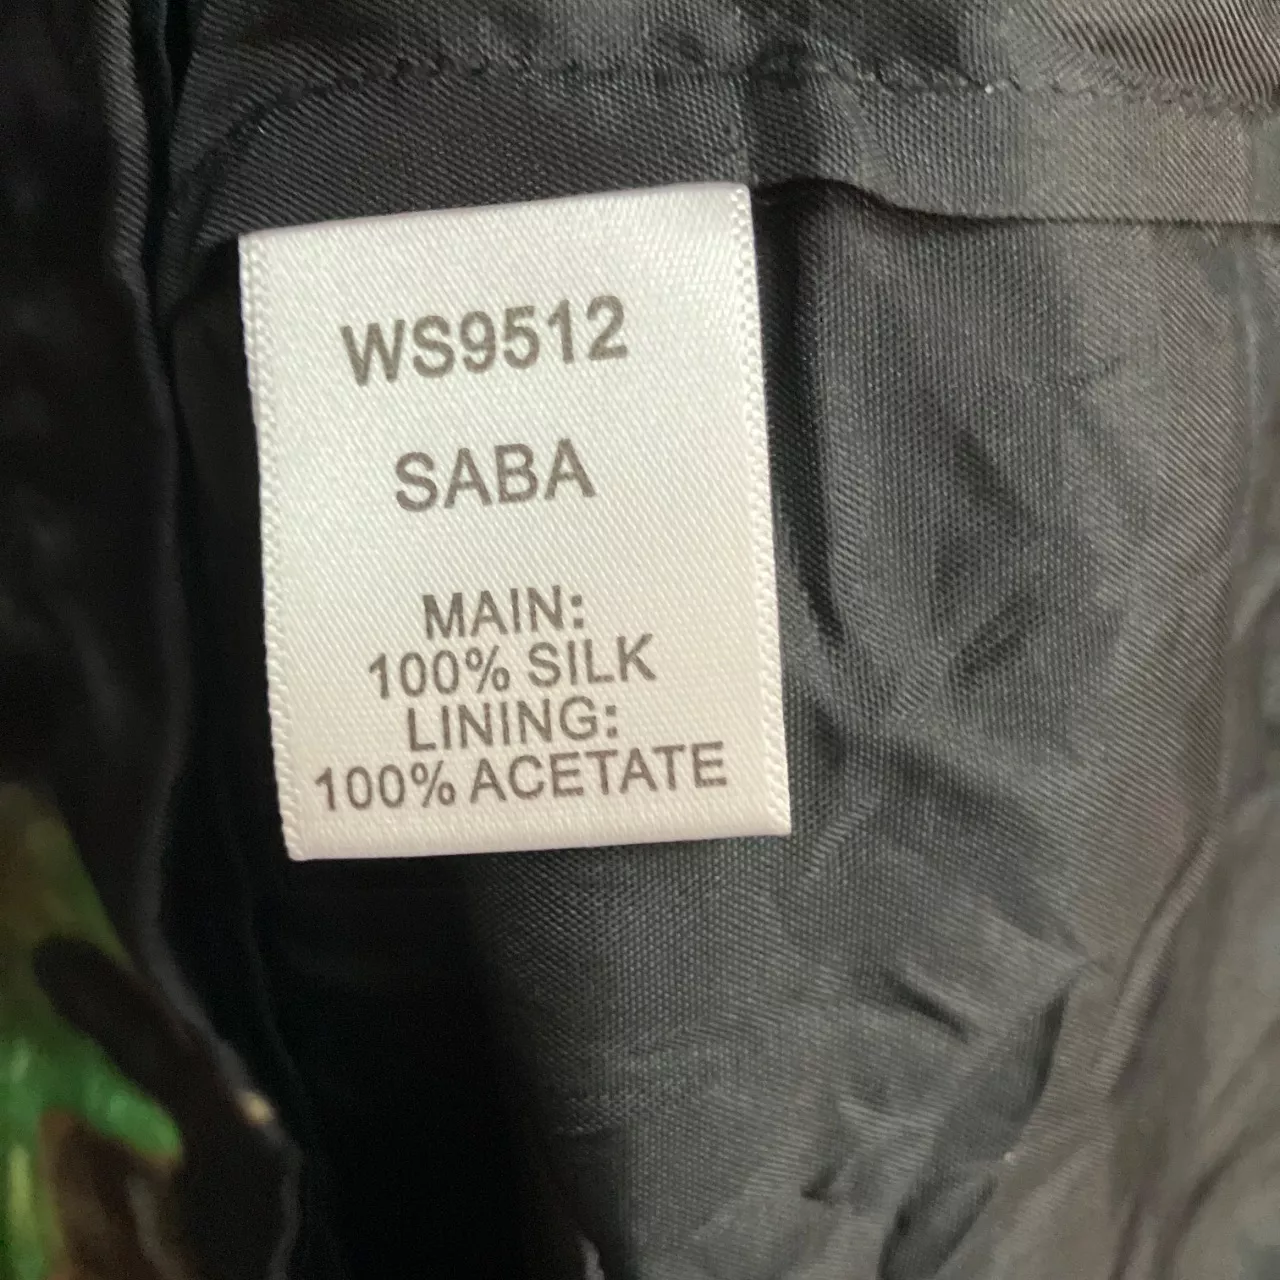 WS9512
SABA
MAIN:
100% SILK
LINING:
100% ACETATE